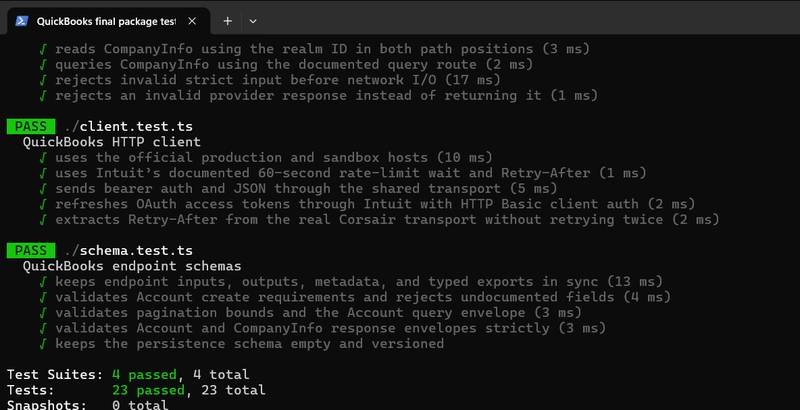 QuickBooks final package test
√ reads CompanyInfo using the realm ID in both path positions (3 ms)
√ queries CompanyInfo using the documented query route (2 ms)
√ rejects invalid strict input before network I/O (17 ms)
√ rejects an invalid provider response instead of returning it (1 ms)
PASS ./client.test.ts
QuickBooks HTTP client
√ uses the official production and sandbox hosts (10 ms)
√ uses Intuit's documented 60-second rate-limit wait and Retry-After (1 ms)
√ sends bearer auth and JSON through the shared transport (5 ms)
√ refreshes OAuth access tokens through Intuit with HTTP Basic client auth (2 ms)
√ extracts Retry-After from the real Corsair transport without retrying twice (2 ms)
PASS ./schema.test.ts
QuickBooks endpoint schemas
√ keeps endpoint inputs, outputs, metadata, and typed exports in sync (13 ms)
√ validates Account create requirements and rejects undocumented fields (4 ms)
√ validates pagination bounds and the Account query envelope (3 ms)
√ validates Account and CompanyInfo response envelopes strictly (3 ms)
√ keeps the persistence schema empty and versioned
Test Suites: 4 passed, 4 total
Tests: 23 passed, 23 total
Snapshots: 0 total